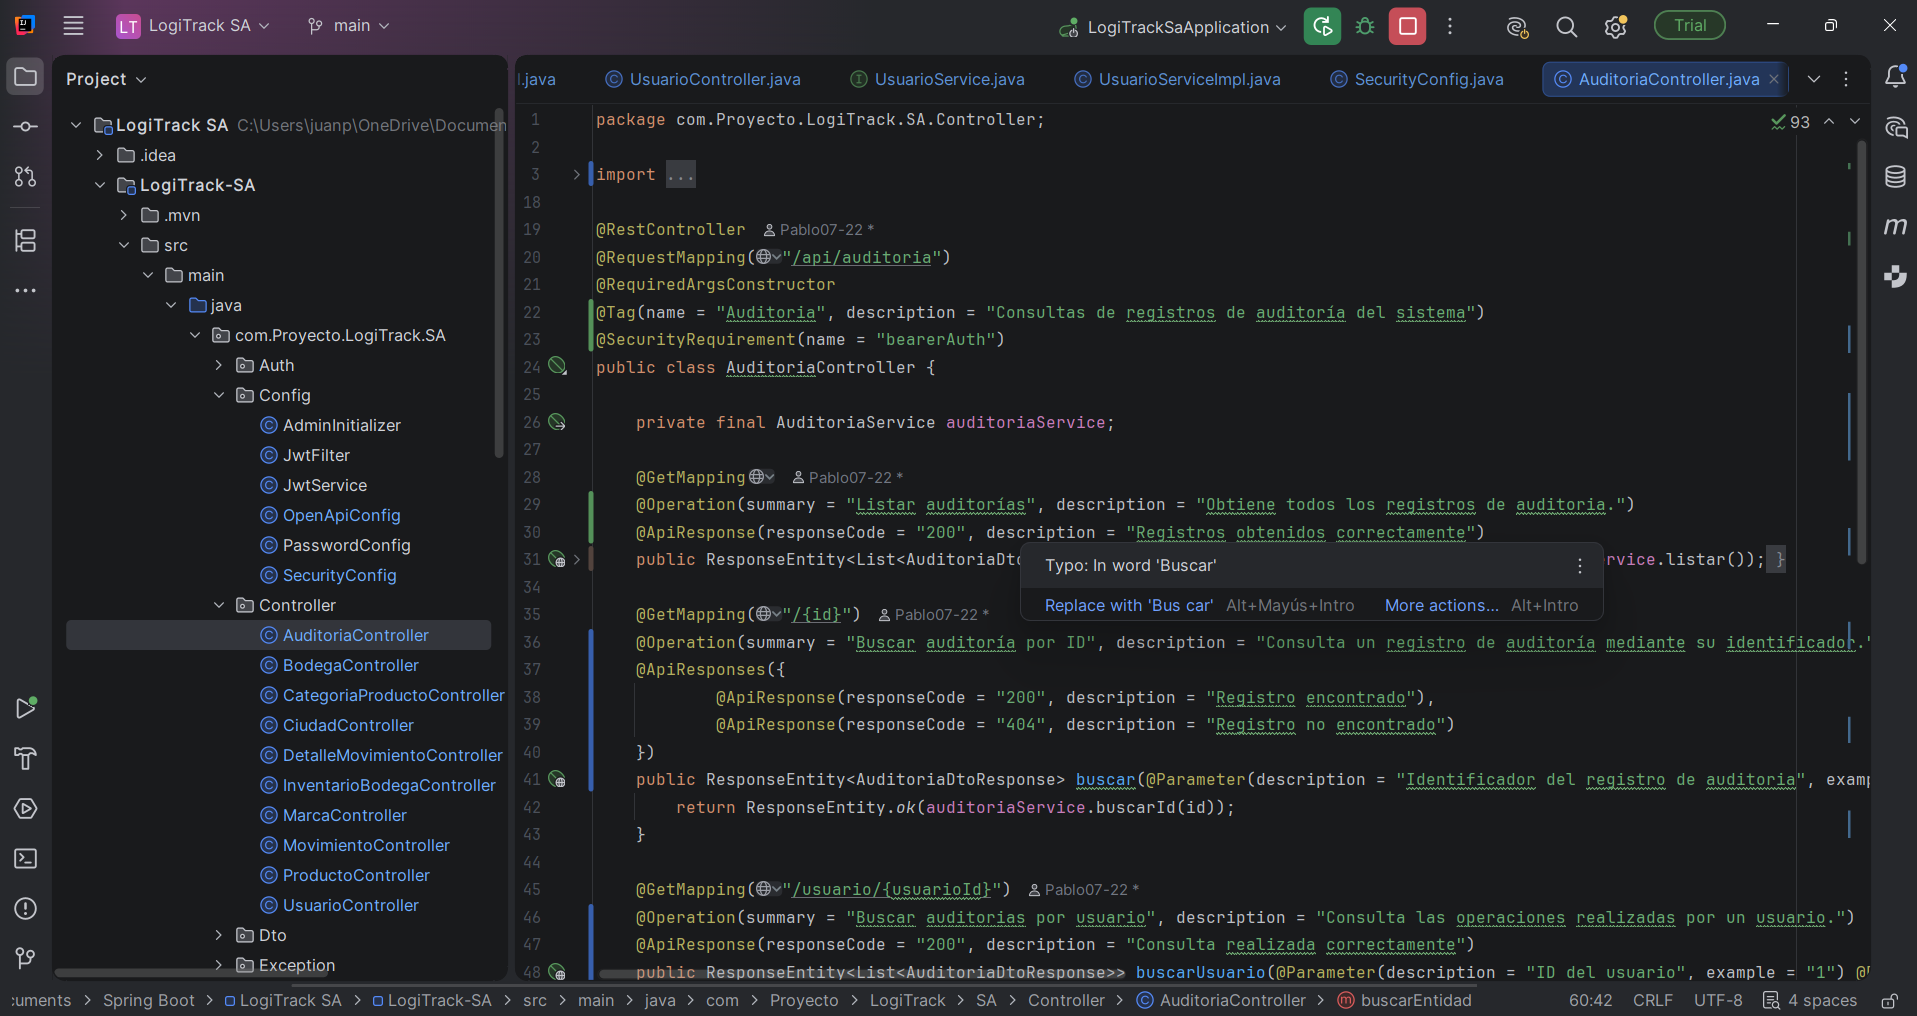 LT LogiTrack SA
main
LogiTrackSaApplication
Trial
Project
l.java
UsuarioController.java
UsuarioService.java
UsuarioServiceImpl.java
SecurityConfig.java
AuditoriaController.java
LogiTrack SA C:\Users\juanp\OneDrive\Documen
.idea
LogiTrack-SA
.mvn
src
main
java
com.Proyecto.LogiTrack.SA
Auth
Config
AdminInitializer
JwtFilter
JwtService
OpenApiConfig
PasswordConfig
SecurityConfig
Controller
AuditoriaController
BodegaController
CategoriaProductoController
CiudadController
DetalleMovimientoController
InventarioBodegaController
MarcaController
MovimientoController
ProductoController
UsuarioController
Dto
Exception
93
1 package com.Proyecto.LogiTrack.SA.Controller;
2
3 import ...
18
19 @RestController Pablo07-22 *
20 @RequestMapping("/api/auditoria")
21 @RequiredArgsConstructor
22 @Tag(name = "Auditoria", description = "Consultas de registros de auditoría del sistema")
23 @SecurityRequirement(name = "bearerAuth")
24 public class AuditoriaController {
25
26 private final AuditoriaService auditoriaService;
27
28 @GetMapping Pablo07-22 *
29 @Operation(summary = "Listar auditorías", description = "Obtiene todos los registros de auditoria.")
30 @ApiResponse(responseCode = "200", description = "Registros obtenidos correctamente")
31 public ResponseEntity<List<AuditoriaDto rvice.listar()); }
Typo: In word 'Buscar'
Replace with 'Bus car' Alt+Mayús+Intro More actions... Alt+Intro
34
35 @GetMapping("/{id}") Pablo07-22 *
36 @Operation(summary = "Buscar auditoría por ID", description = "Consulta un registro de auditoría mediante su identificador."
37 @ApiResponses({
38 @ApiResponse(responseCode = "200", description = "Registro encontrado"),
39 @ApiResponse(responseCode = "404", description = "Registro no encontrado")
40 })
41 public ResponseEntity<AuditoriaDtoResponse> buscar(@Parameter(description = "Identificador del registro de auditoria", examp
42 return ResponseEntity.ok(auditoriaService.buscarId(id));
43 }
44
45 @GetMapping("/usuario/{usuarioId}") Pablo07-22 *
46 @Operation(summary = "Buscar auditorias por usuario", description = "Consulta las operaciones realizadas por un usuario.")
47 @ApiResponse(responseCode = "200", description = "Consulta realizada correctamente")
48 public ResponseEntity<List<AuditoriaDtoResponse>> buscarUsuario(@Parameter(description = "ID del usuario", example = "1") @P
:uments > Spring Boot > LogiTrack SA > LogiTrack-SA > src > main > java > com > Proyecto > LogiTrack > SA > Controller > AuditoriaController > buscarEntidad
60:42 CRLF UTF-8 4 spaces